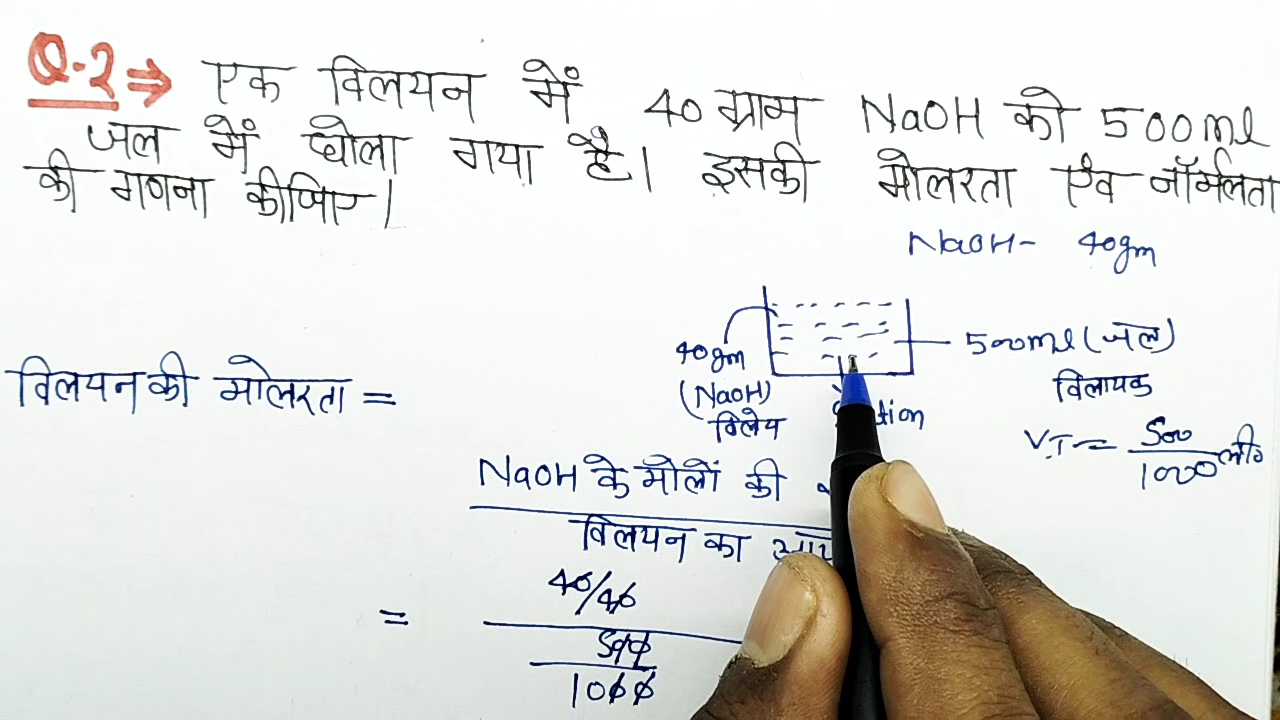 Q.2⇒ एक विलयन में 40 ग्राम NaOH को 500ml
जल में घोला गया है। इसकी मोलरता एंव नॉर्मलता
की गणना कीजिए।
NaOH- 40gm
40gm
(NaOH)
विलेय
500ml (जल)
विलायक
V.T = 500/1000 ली०
विलयन की मोलरता =
NaOH के मोलों की
विलयन का
= 40/40
500
1000